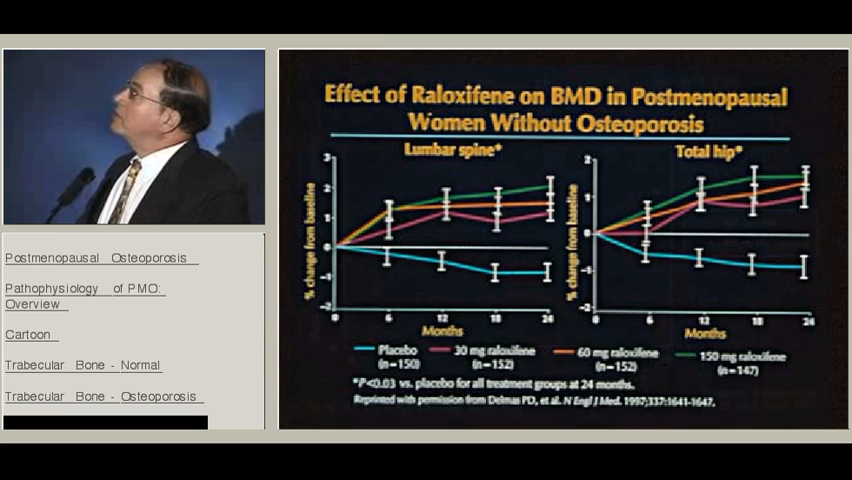 Effect of Raloxifene on BMD in Postmenopausal
Women Without Osteoporosis
Lumbar spine*
Total hip*
% change from baseline
3
2
1
0
-1
-2
0 6 12 18 24
Months
% change from baseline
2
1
0
-1
-2
0 6 12 18 24
Months
Placebo
(n=150)
30 mg raloxifene
(n=152)
60 mg raloxifene
(n=152)
150 mg raloxifene
(n=147)
*P<0.03 vs. placebo for all treatment groups at 24 months.
Reprinted with permission from Delmas PD, et al. N Engl J Med. 1997;337:1641-1647.
Postmenopausal Osteoporosis
Pathophysiology of PMO:
Overview
Cartoon
Trabecular Bone - Normal
Trabecular Bone - Osteoporosis